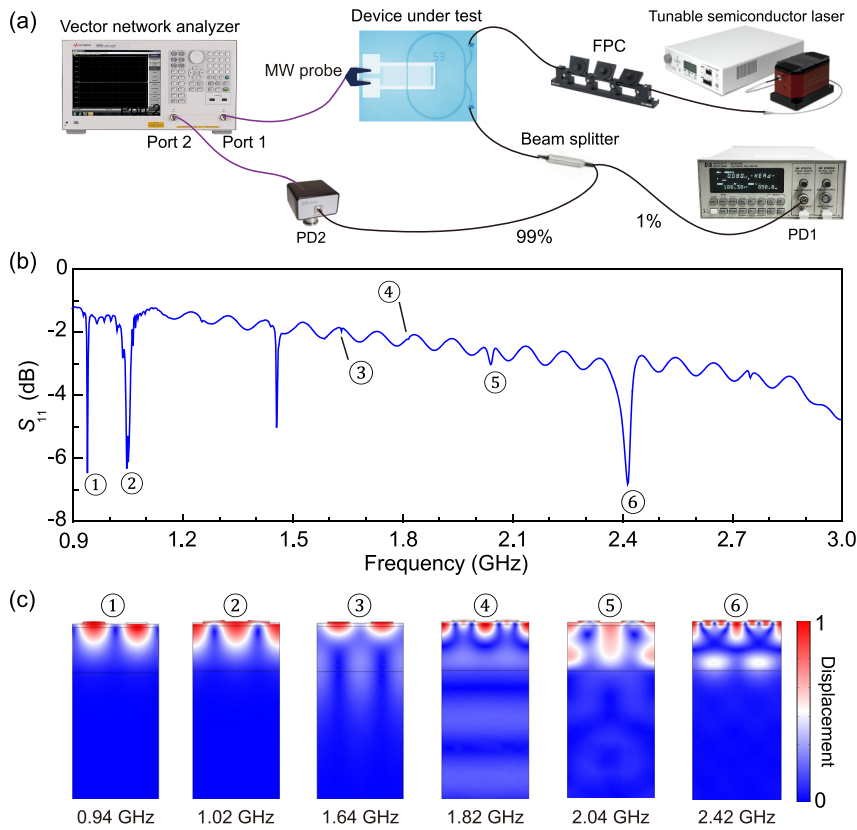 (a)
Vector network analyzer
Device under test
Tunable semiconductor laser
MW probe
53
FPC
Port 2
Port 1
Beam splitter
PD2
99%
1%
PD1
(b)
S11 (dB)
0
-2
-4
-6
-8
① ② ③ ④ ⑤ ⑥
0.9 1.2 1.5 1.8 2.1 2.4 2.7 3.0
Frequency (GHz)
(c)
① ② ③ ④ ⑤ ⑥
1
Displacement
0
0.94 GHz 1.02 GHz 1.64 GHz 1.82 GHz 2.04 GHz 2.42 GHz